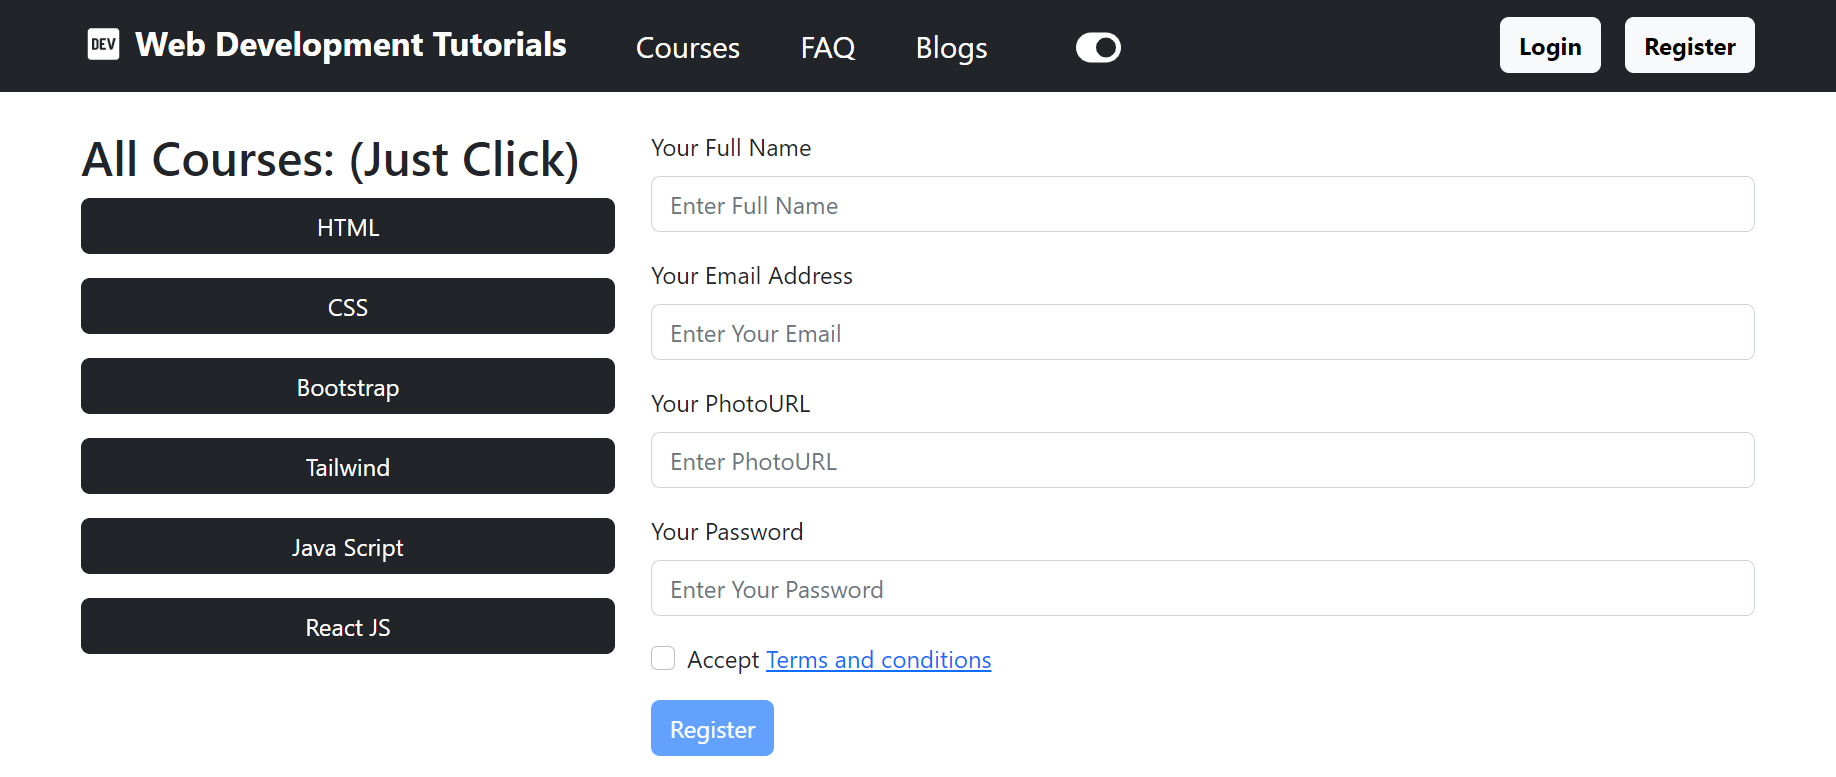 DEV Web Development Tutorials Courses FAQ Blogs Login Register
All Courses: (Just Click)
HTML
CSS
Bootstrap
Tailwind
Java Script
React JS
Your Full Name
Enter Full Name
Your Email Address
Enter Your Email
Your PhotoURL
Enter PhotoURL
Your Password
Enter Your Password
Accept Terms and conditions
Register